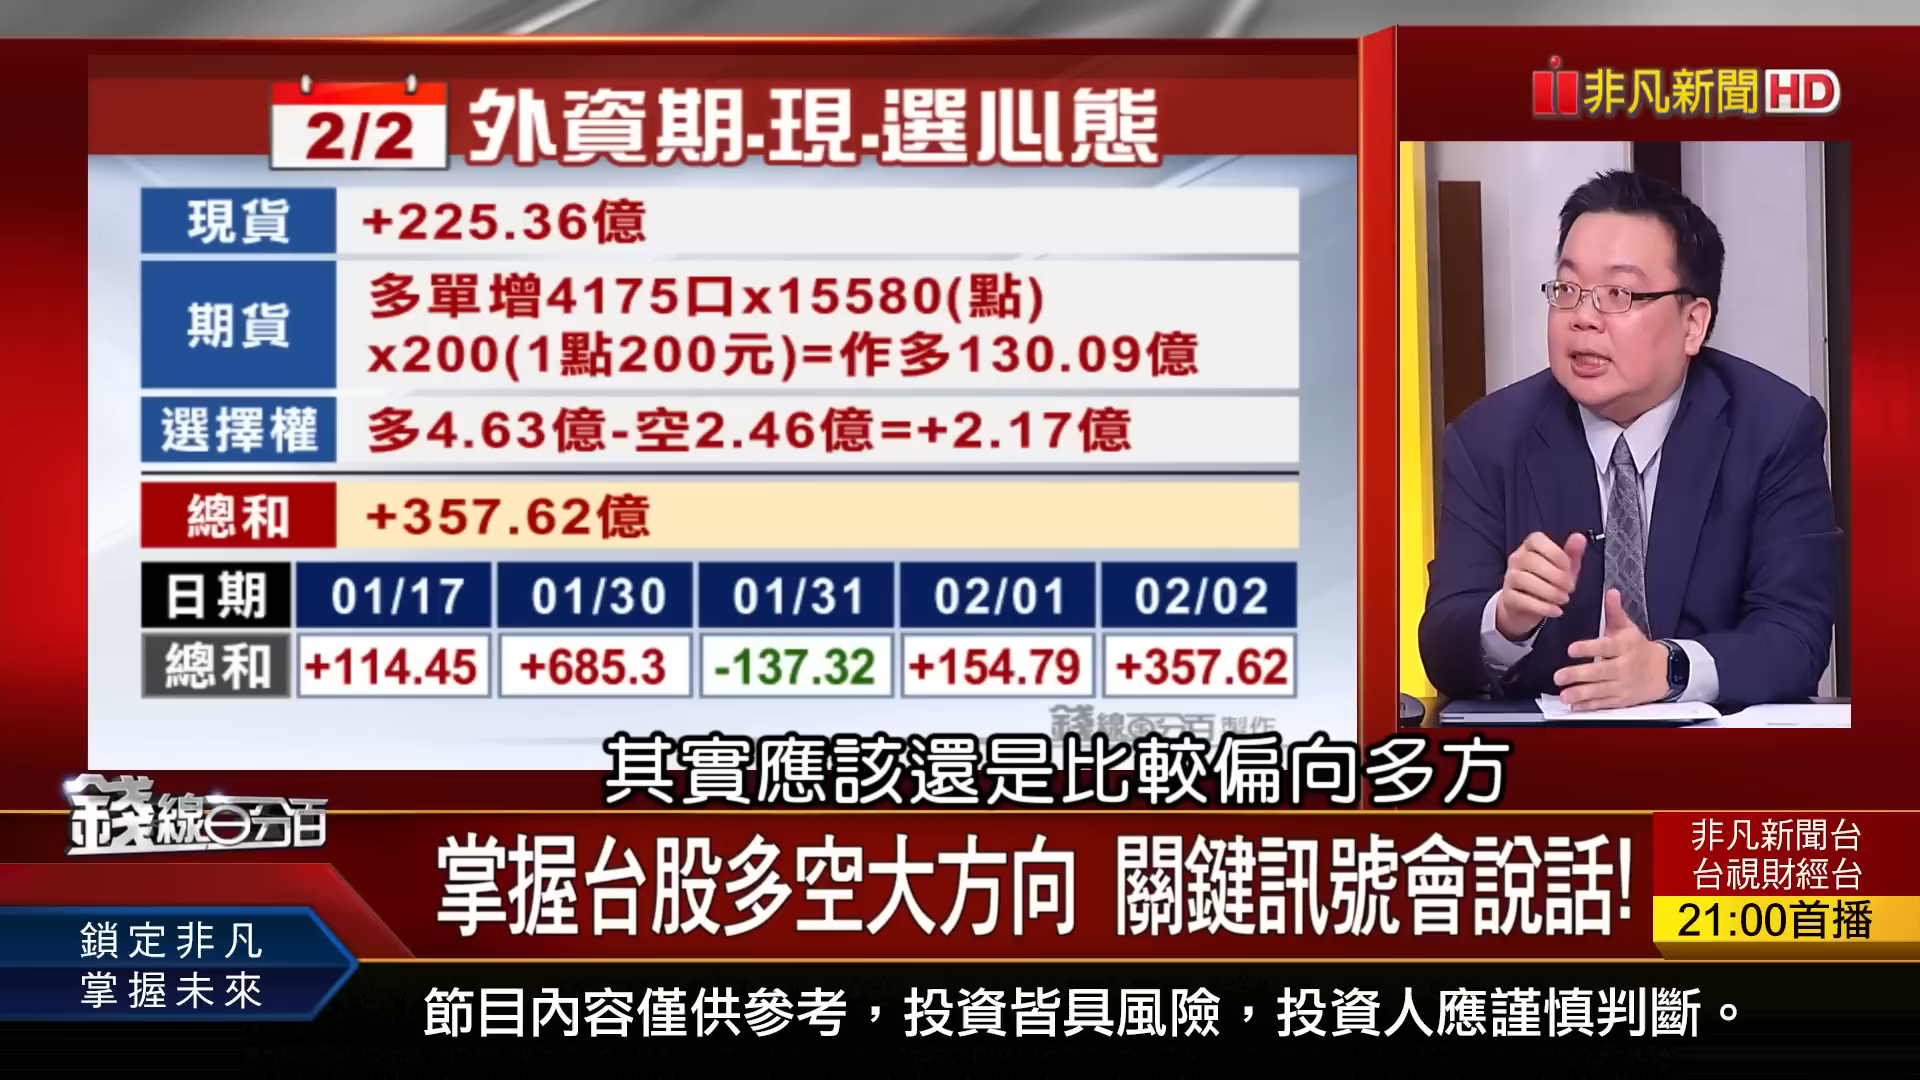 2/2 外資期-現-選心態
非凡新聞HD
現貨 +225.36億
期貨 多單增4175口x15580(點)
x200(1點200元)=作多130.09億
選擇權 多4.63億-空2.46億=+2.17億
總和 +357.62億
日期 01/17 01/30 01/31 02/01 02/02
總和 +114.45 +685.3 -137.32 +154.79 +357.62
錢線百分百 製作
其實應該還是比較偏向多方
錢線百分百
掌握台股多空大方向 關鍵訊號會說話!
非凡新聞台
台視財經台
21:00首播
鎖定非凡
掌握未來
節目內容僅供參考，投資皆具風險，投資人應謹慎判斷。